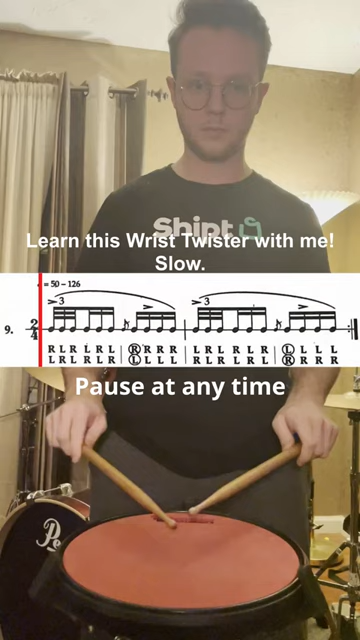 Shipt
Learn this Wrist Twister with me!
Slow.
= 50 – 126
> 3 > > 3 >
9. 2/4
R L R L R L | R R R R | L R L R L R | L L L L
L R L R L R | L L L L | R L R L R L | R R R R
Pause at any time